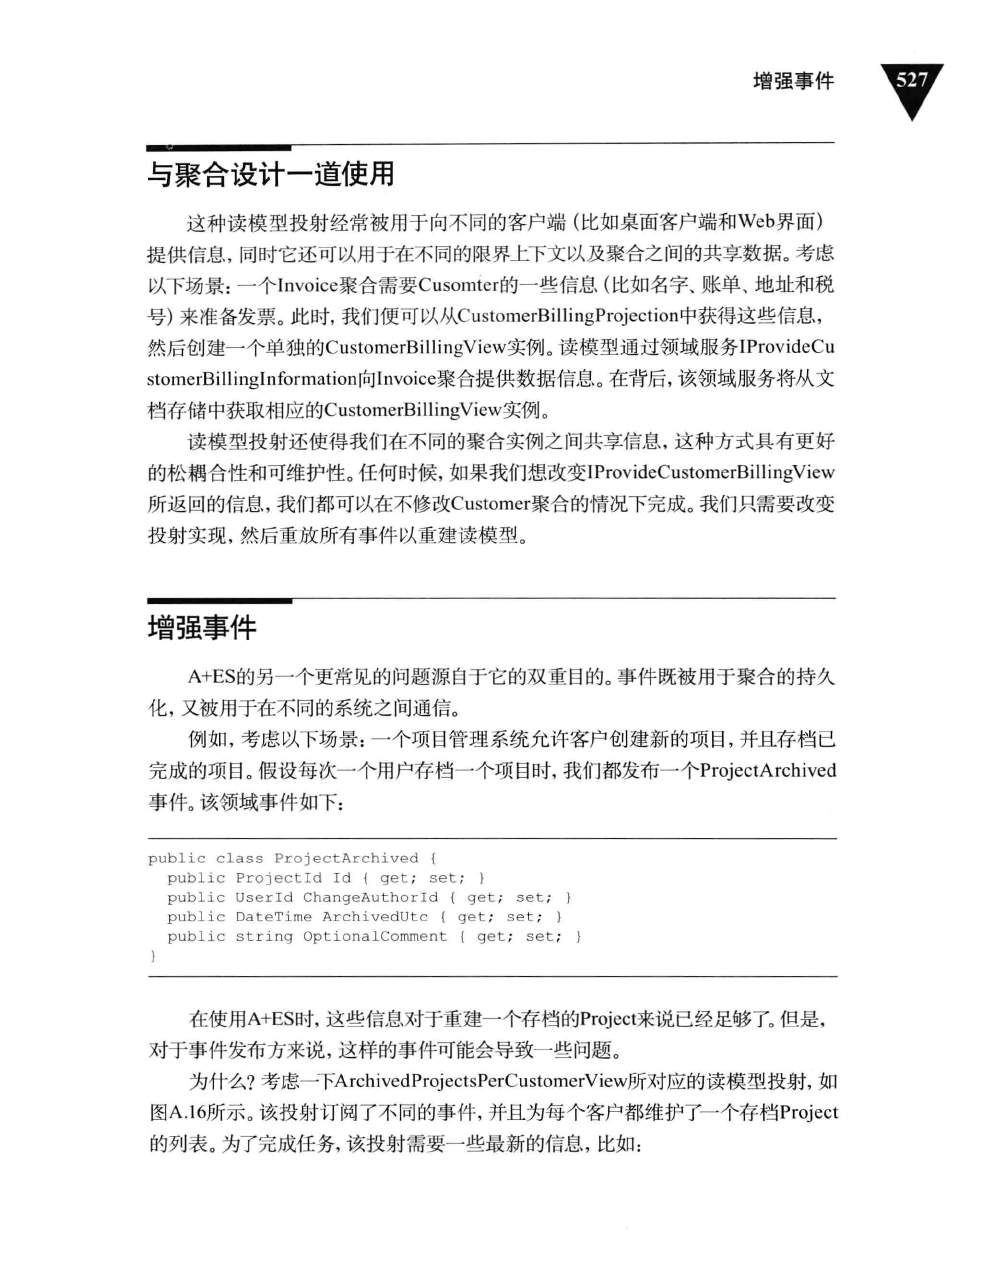 增强事件
527
与聚合设计一道使用
这种读模型投射经常被用于向不同的客户端（比如桌面客户端和Web界面）
提供信息，同时它还可以用于在不同的限界上下文以及聚合之间的共享数据。考虑
以下场景：一个Invoice聚合需要Cusomter的一些信息（比如名字、账单、地址和税
号）来准备发票。此时，我们便可以从CustomerBillingProjection中获得这些信息，
然后创建一个单独的CustomerBillingView实例。读模型通过领域服务IProvideCu
stomerBillingInformation向Invoice聚合提供数据信息。在背后，该领域服务将从文
档存储中获取相应的CustomerBillingView实例。
读模型投射还使得我们在不同的聚合实例之间共享信息，这种方式具有更好
的松耦合性和可维护性。任何时候，如果我们想改变IProvideCustomerBillingView
所返回的信息，我们都可以在不修改Customer聚合的情况下完成。我们只需要改变
投射实现，然后重放所有事件以重建读模型。
增强事件
A+ES的另一个更常见的问题源自于它的双重目的。事件既被用于聚合的持久
化，又被用于在不同的系统之间通信。
例如，考虑以下场景：一个项目管理系统允许客户创建新的项目，并且存档已
完成的项目。假设每次一个用户存档一个项目时，我们都发布一个ProjectArchived
事件。该领域事件如下：
public class ProjectArchived {
  public ProjectId Id { get; set; }
  public UserId ChangeAuthorId { get; set; }
  public DateTime ArchivedUtc { get; set; }
  public string OptionalComment { get; set; }
}
在使用A+ES时，这些信息对于重建一个存档的Project来说已经足够了。但是，
对于事件发布方来说，这样的事件可能会导致一些问题。
为什么？考虑一下ArchivedProjectsPerCustomerView所对应的读模型投射，如
图A.16所示。该投射订阅了不同的事件，并且为每个客户都维护了一个存档Project
的列表。为了完成任务，该投射需要一些最新的信息，比如：